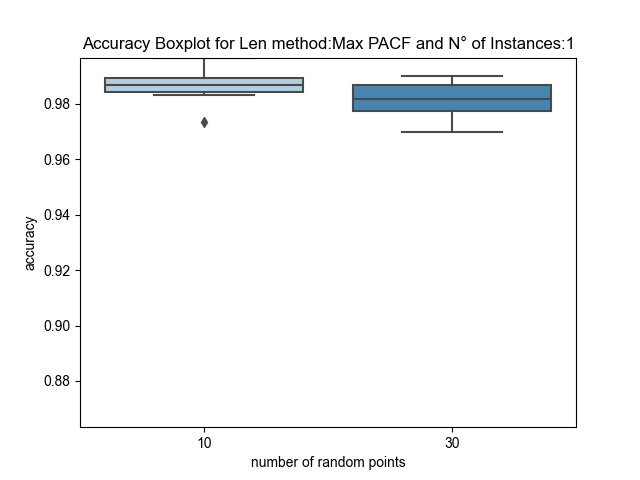 Accuracy Boxplot for Len method:Max PACF and N° of Instances:1
0.98
0.96
0.94
0.92
0.90
0.88
accuracy
10 30
number of random points